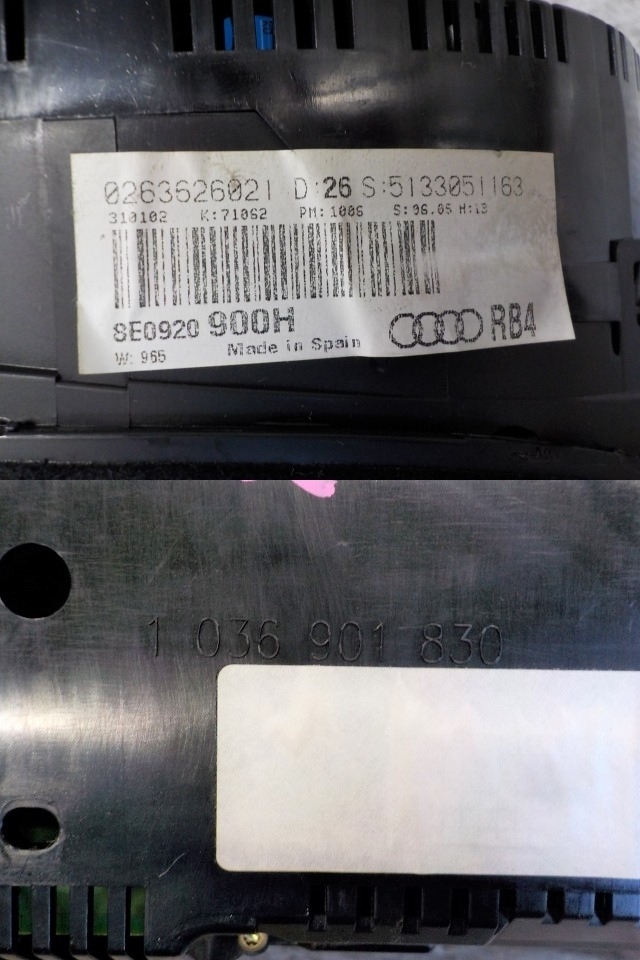 0263626021 D:26 S:5133051163
310102 K:71062 PM:1006 S:06.05 H:13
8E0920 900H RB4
W: 965 Made in Spain
1 036 901 830